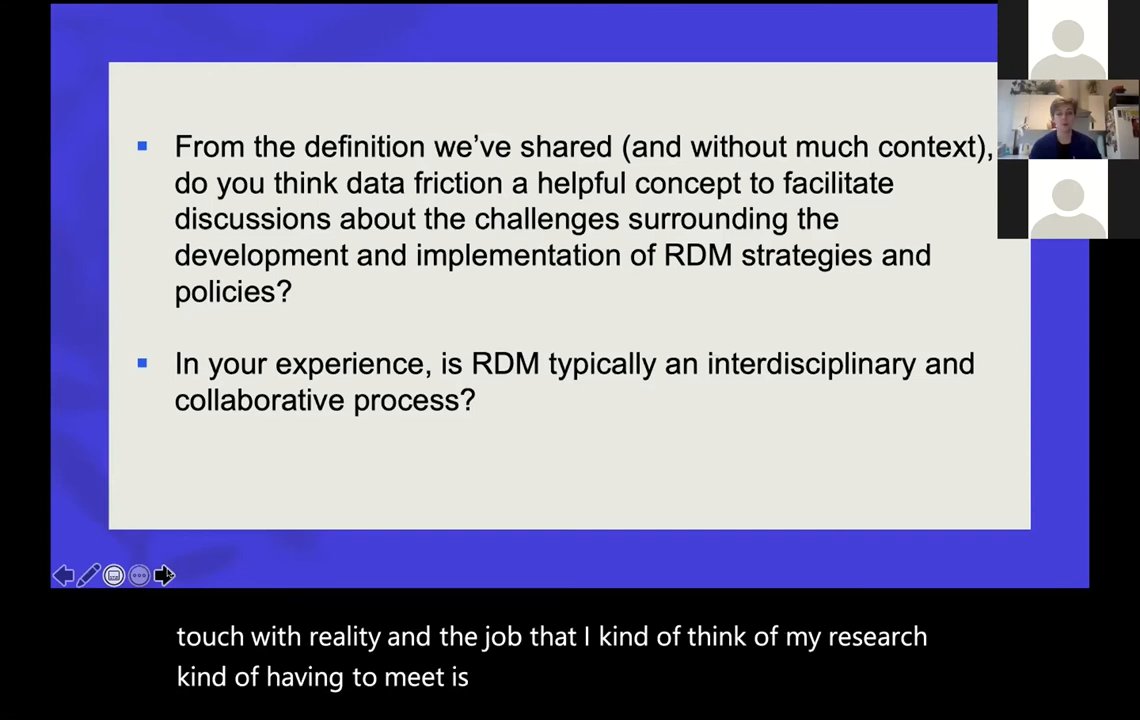 ▪ From the definition we've shared (and without much context),
do you think data friction a helpful concept to facilitate
discussions about the challenges surrounding the
development and implementation of RDM strategies and
policies?
▪ In your experience, is RDM typically an interdisciplinary and
collaborative process?
touch with reality and the job that I kind of think of my research
kind of having to meet is